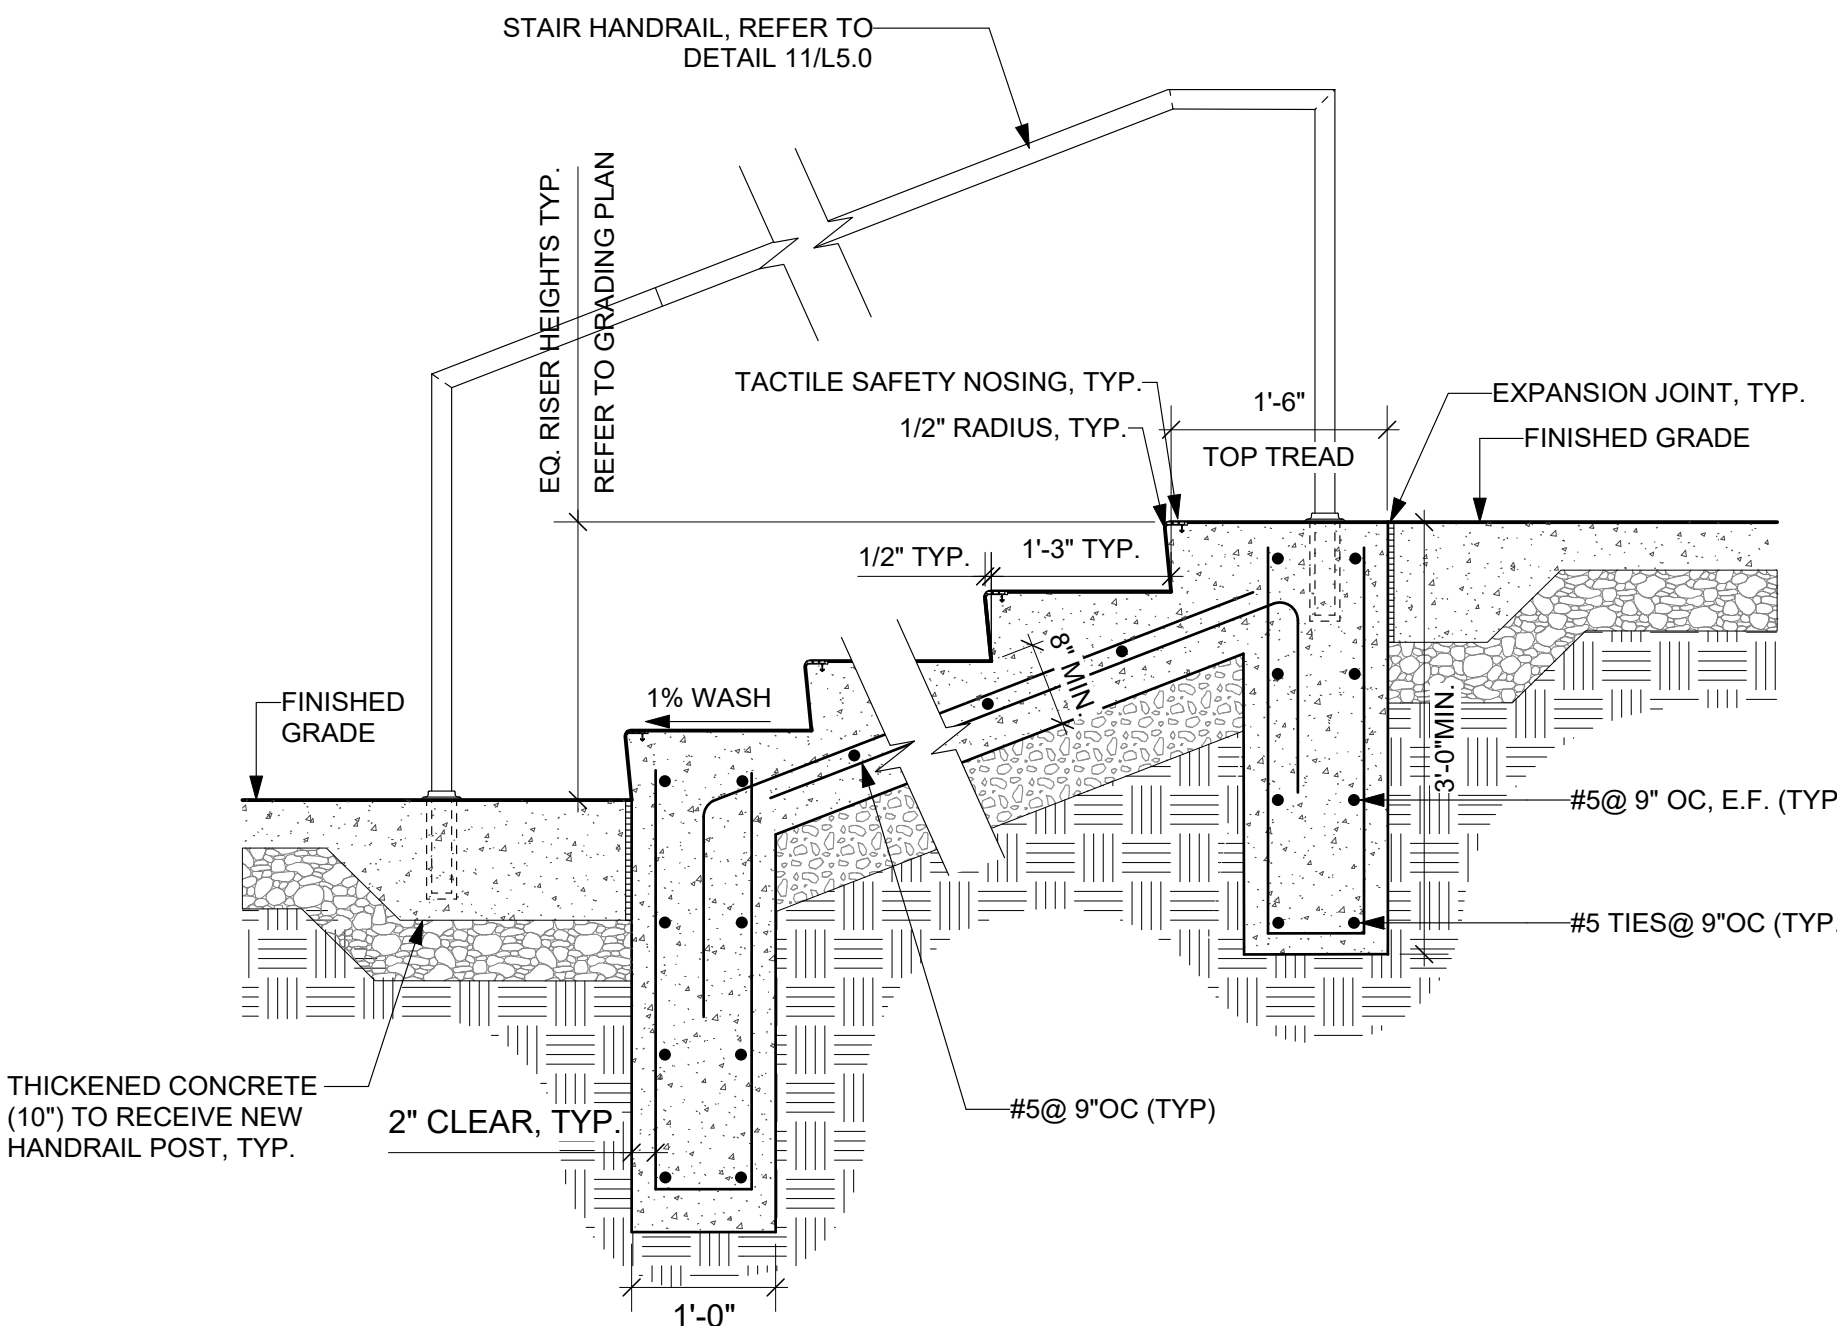 STAIR HANDRAIL, REFER TO
DETAIL 11/L5.0
EQ. RISER HEIGHTS TYP.
REFER TO GRADING PLAN
TACTILE SAFETY NOSING, TYP.
1/2" RADIUS, TYP.
1'-6"
TOP TREAD
EXPANSION JOINT, TYP.
FINISHED GRADE
1/2" TYP.
1'-3" TYP.
8" MIN.
1% WASH
FINISHED
GRADE
3'-0"MIN.
#5@ 9" OC, E.F. (TYP
#5 TIES@ 9"OC (TYP.
THICKENED CONCRETE
(10") TO RECEIVE NEW
HANDRAIL POST, TYP.
2" CLEAR, TYP.
#5@ 9"OC (TYP)
1'-0"